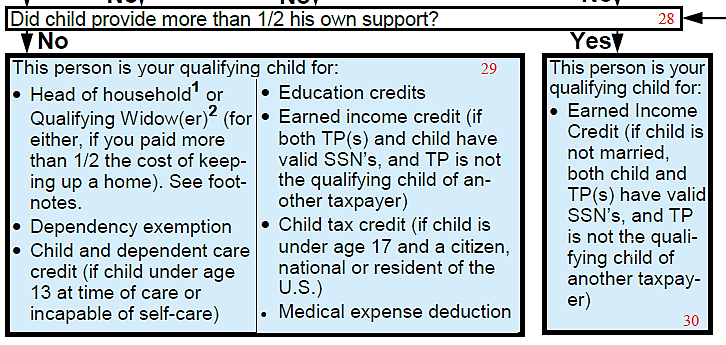 No No No
Did child provide more than 1/2 his own support? 28
No
Yes
This person is your qualifying child for: 29
• Head of household1 or
Qualifying Widow(er)2 (for
either, if you paid more
than 1/2 the cost of keep-
ing up a home). See foot-
notes.
• Dependency exemption
• Child and dependent care
credit (if child under age
13 at time of care or
incapable of self-care)
• Education credits
• Earned income credit (if
both TP(s) and child have
valid SSN's, and TP is not
the qualifying child of an-
other taxpayer)
• Child tax credit (if child is
under age 17 and a citizen,
national or resident of the
U.S.)
• Medical expense deduction
This person is your
qualifying child for:
• Earned Income
Credit (if child is
not married,
both child and
TP(s) have valid
SSN's, and TP
is not the quali-
fying child of
another taxpay-
er)
30